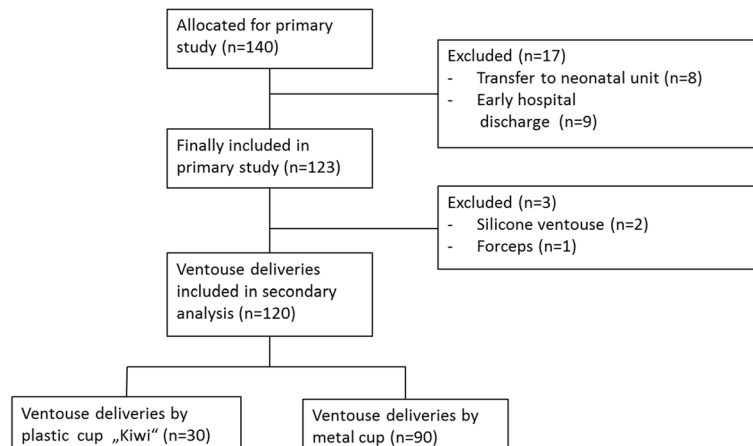 Allocated for primary
study (n=140)
Excluded (n=17)
- Transfer to neonatal unit (n=8)
- Early hospital
discharge (n=9)
Finally included in
primary study (n=123)
Excluded (n=3)
- Silicone ventouse (n=2)
- Forceps (n=1)
Ventouse deliveries
included in secondary
analysis (n=120)
Ventouse deliveries by
plastic cup „Kiwi“ (n=30)
Ventouse deliveries by
metal cup (n=90)